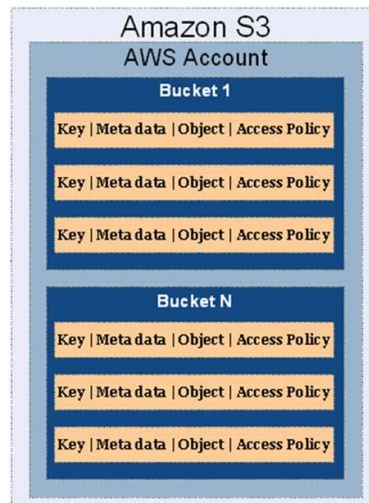 Amazon S3
AWS Account
Bucket 1
Key | Meta data | Object | Access Policy
Key | Meta data | Object | Access Policy
Key | Meta data | Object | Access Policy
Bucket N
Key | Meta data | Object | Access Policy
Key | Meta data | Object | Access Policy
Key | Meta data | Object | Access Policy